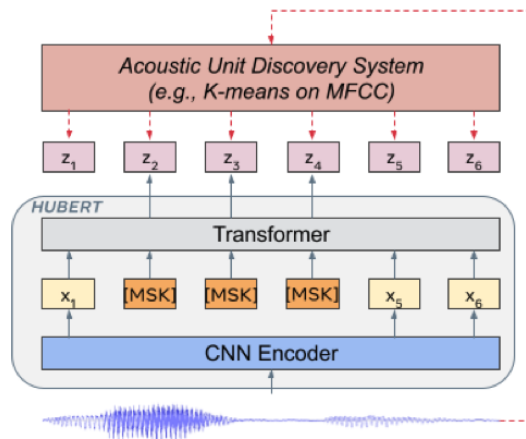 Acoustic Unit Discovery System
(e.g., K-means on MFCC)
z1 z2 z3 z4 z5 z6
HUBERT
Transformer
x1 [MSK] [MSK] [MSK] x5 x6
CNN Encoder